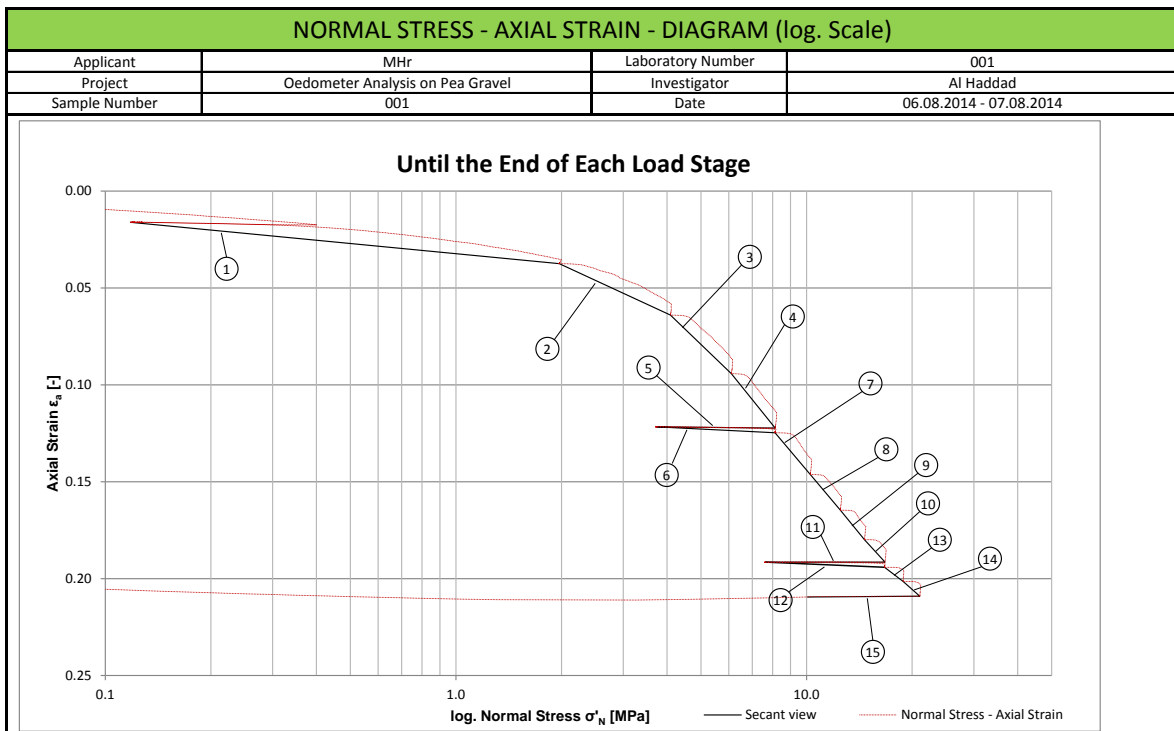 NORMAL STRESS - AXIAL STRAIN - DIAGRAM (log. Scale)
Applicant MHr Laboratory Number 001
Project Oedometer Analysis on Pea Gravel Investigator Al Haddad
Sample Number 001 Date 06.08.2014 - 07.08.2014
Until the End of Each Load Stage
0.00
0.05
0.10
0.15
0.20
0.25
Axial Strain εa [-]
1
2
3
4
5
6
7
8
9
10
11
12
13
14
15
0.1 1.0 10.0
log. Normal Stress σ'N [MPa]
Secant view
Normal Stress - Axial Strain